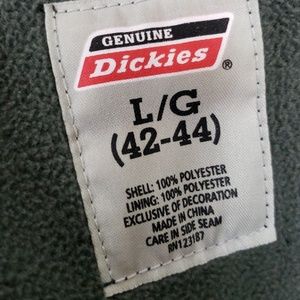 GENUINE
Dickies ®
L/G
(42-44)
SHELL: 100% POLYESTER
LINING: 100% POLYESTER
EXCLUSIVE OF DECORATION
MADE IN CHINA
CARE IN SIDE SEAM
RN123187